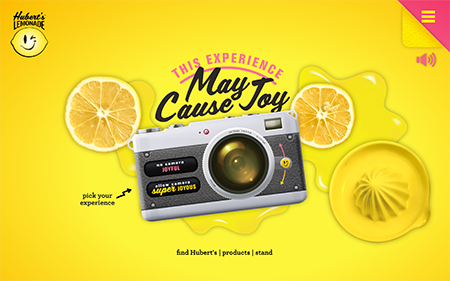 Hubert's
LEMONADE
THIS EXPERIENCE
May
Cause Joy
no camera
JOYFUL
allow camera
super JOYOUS
pick your
experience
find Hubert's | products | stand